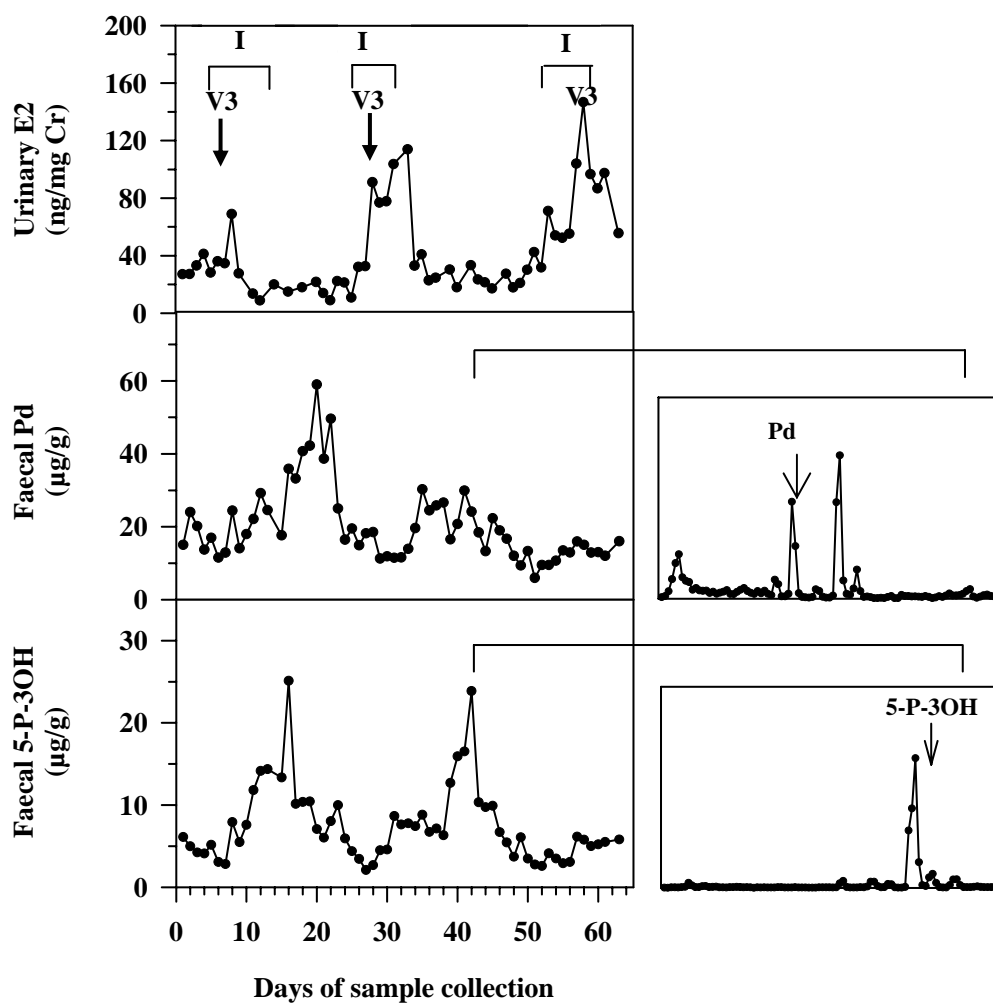 200
160
120
80
40
0
Urinary E2
(ng/mg Cr)
I I I
V3 V3 V3
60
40
20
0
Faecal Pd
(µg/g)
Pd
30
20
10
0
Faecal 5-P-3OH
(µg/g)
5-P-3OH
0 10 20 30 40 50 60
Days of sample collection